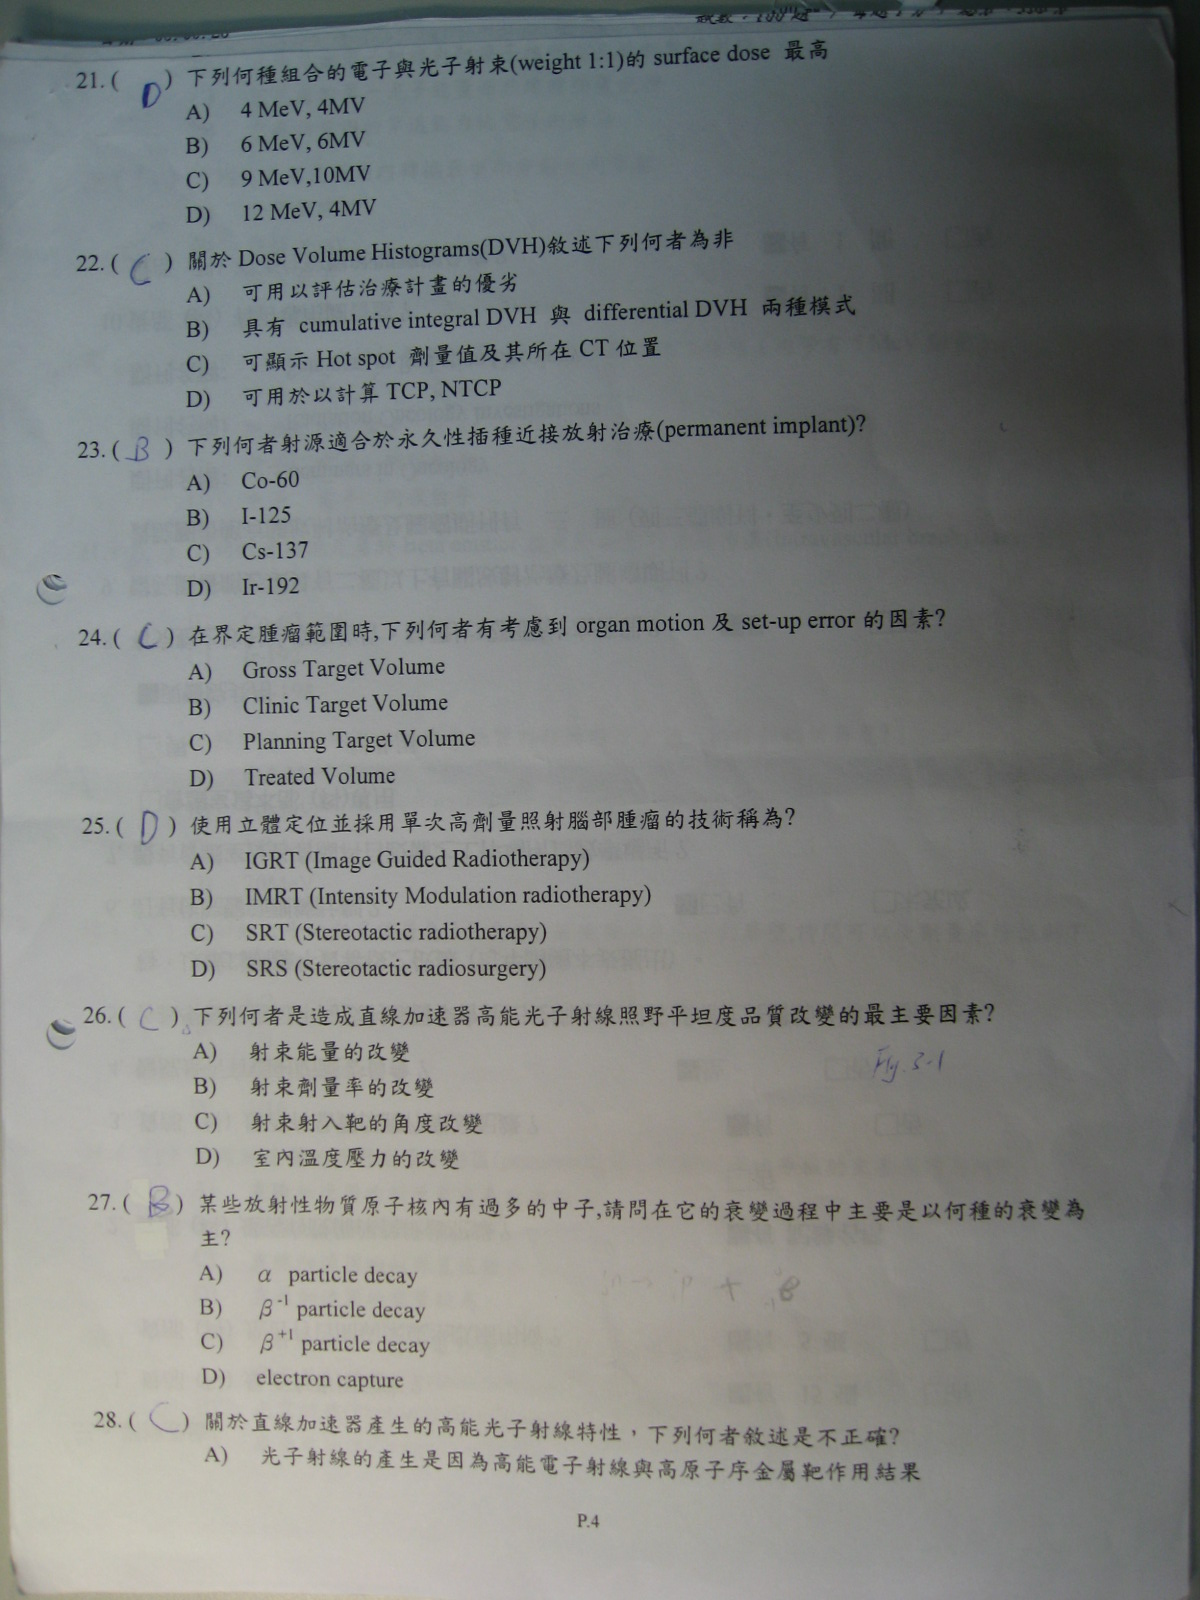 21. ( D ) 下列何種組合的電子與光子射束(weight 1:1)的 surface dose 最高
A) 4 MeV, 4MV
B) 6 MeV, 6MV
C) 9 MeV,10MV
D) 12 MeV, 4MV
22. ( C ) 關於 Dose Volume Histograms(DVH)敘述下列何者為非
A) 可用以評估治療計畫的優劣
B) 具有 cumulative integral DVH 與 differential DVH 兩種模式
C) 可顯示 Hot spot 劑量值及其所在 CT 位置
D) 可用於以計算 TCP, NTCP
23. ( B ) 下列何者射源適合於永久性插種近接放射治療(permanent implant)?
A) Co-60
B) I-125
C) Cs-137
D) Ir-192
24. ( C ) 在界定腫瘤範圍時,下列何者有考慮到 organ motion 及 set-up error 的因素?
A) Gross Target Volume
B) Clinic Target Volume
C) Planning Target Volume
D) Treated Volume
25. ( D ) 使用立體定位並採用單次高劑量照射腦部腫瘤的技術稱為?
A) IGRT (Image Guided Radiotherapy)
B) IMRT (Intensity Modulation radiotherapy)
C) SRT (Stereotactic radiotherapy)
D) SRS (Stereotactic radiosurgery)
26. ( C ) 下列何者是造成直線加速器高能光子射線照野平坦度品質改變的最主要因素?
A) 射束能量的改變
Fig. 3-1
B) 射束劑量率的改變
C) 射束射入靶的角度改變
D) 室內溫度壓力的改變
27. ( B ) 某些放射性物質原子核內有過多的中子,請問在它的衰變過程中主要是以何種的衰變為
主?
A) α particle decay
B) β⁻¹ particle decay
C) β⁺¹ particle decay
D) electron capture
28. ( C ) 關於直線加速器產生的高能光子射線特性，下列何者敘述是不正確?
A) 光子射線的產生是因為高能電子射線與高原子序金屬靶作用結果
P.4